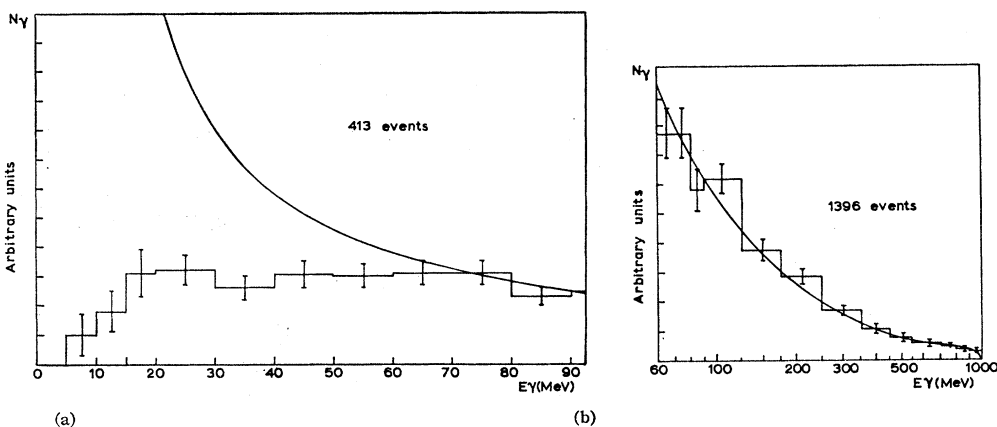 Nγ
Arbitrary units
413 events
0 10 20 30 40 50 60 70 80 90
Eγ(MeV)
(a)
Nγ
Arbitrary units
1396 events
60 100 200 300 500 1000
Eγ(MeV)
(b)